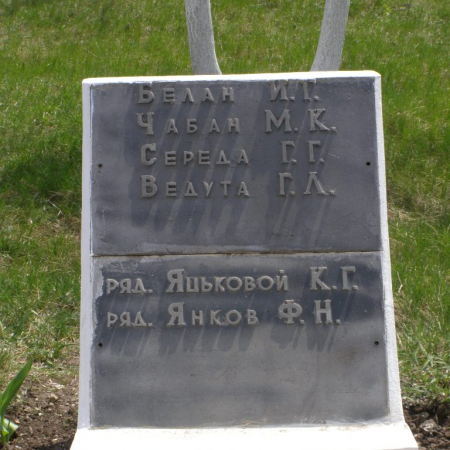 Белан И.Т.
Чабан М.К.
Середа Г.Г.
Ведута Г.Л.
ряд. Яцьковой К.Г.
ряд. Янков Ф.Н.